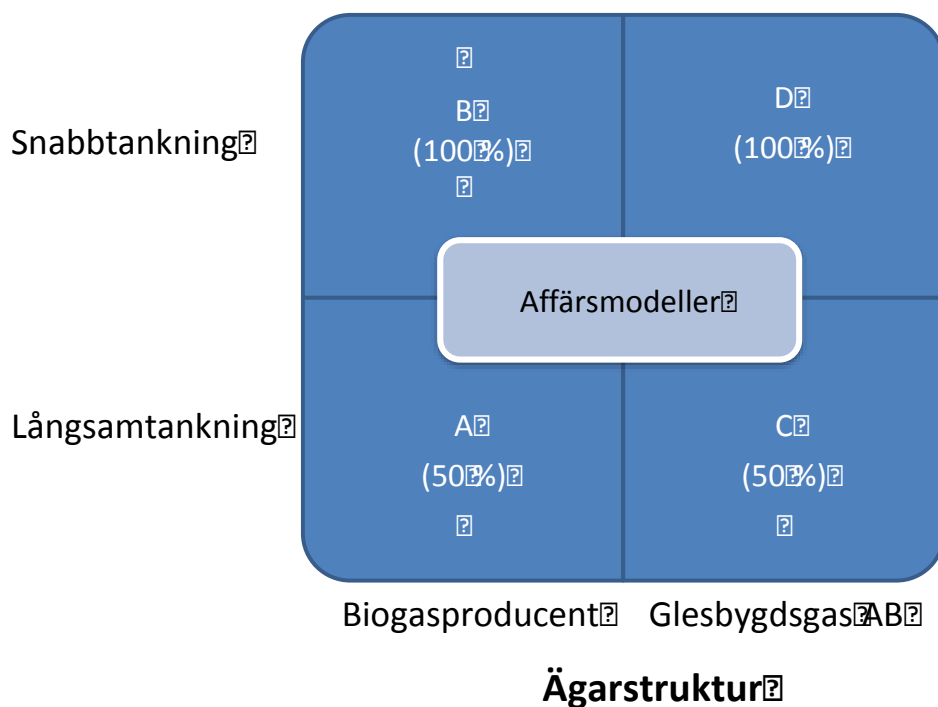 B
D
Snabbtankning
(100 %)
(100 %)
Affärsmodeller
Långsamtankning
A
C
(50 %)
(50 %)
Biogasproducent
Glesbygdsgas AB
Ägarstruktur